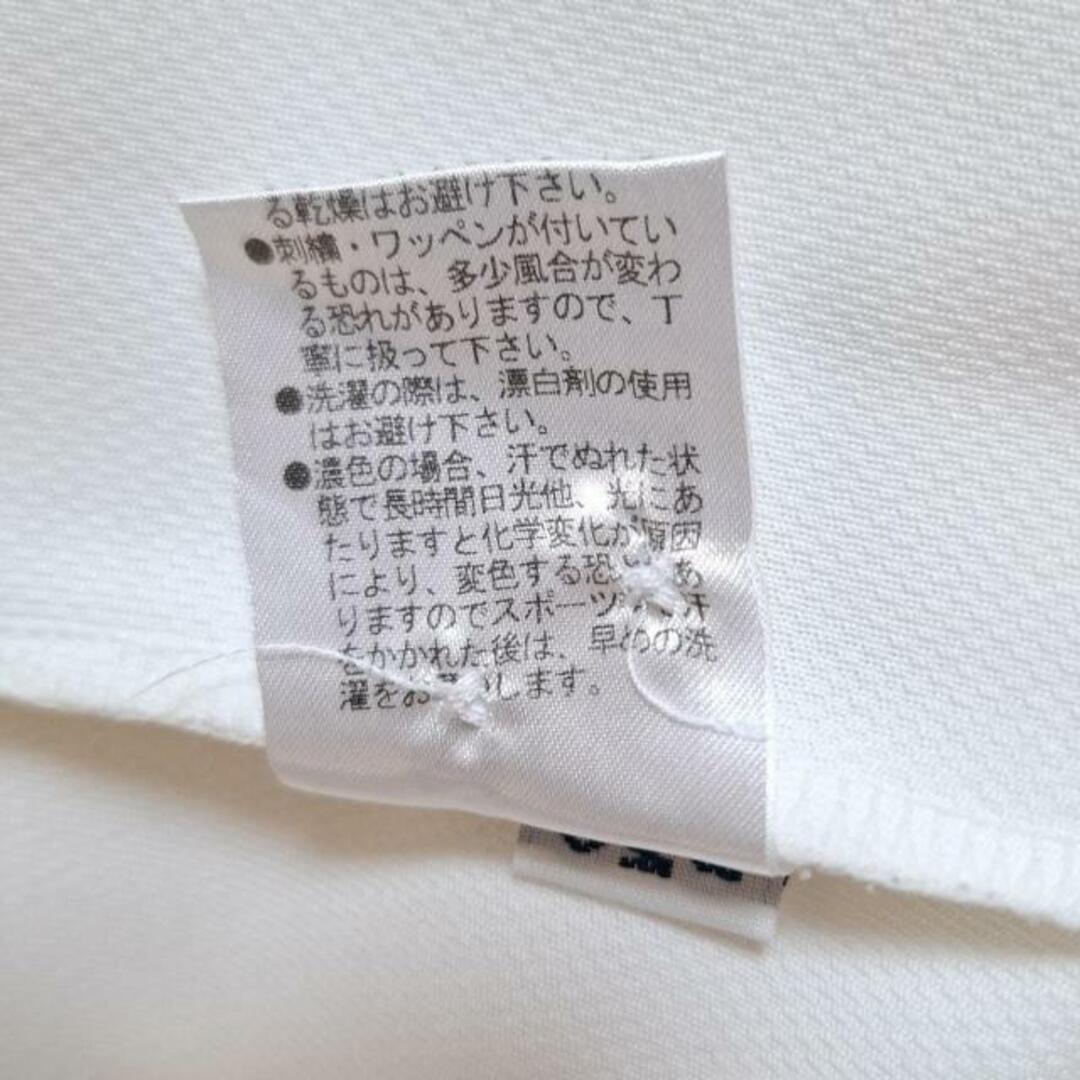 る乾燥はお避け下さい。
●刺繍・ワッペンが付いてい
るものは、多少風合が変わ
る恐れがありますので、丁
寧に扱って下さい。
●洗濯の際は、漂白剤の使用
はお避け下さい。
●濃色の場合、汗でぬれた状
態で長時間日光他、光にあ
たりますと化学変化が原因
により、変色する恐 あ
りますのでスポーツ 汗
をかかれた後は、早めの洗
濯をお します。